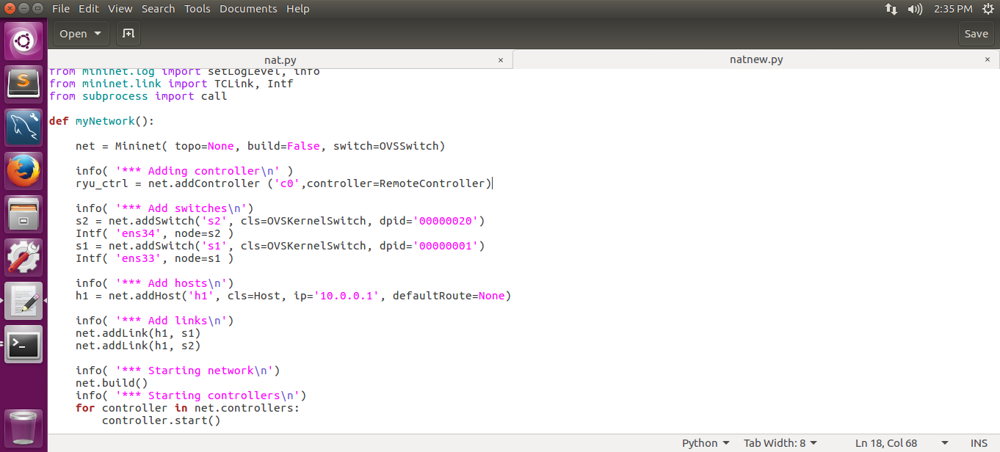 File Edit View Search Tools Documents Help 2:35 PM
Open Save
nat.py × natnew.py ×
from mininet.log import setLogLevel, info
from mininet.link import TCLink, Intf
from subprocess import call
def myNetwork():
net = Mininet( topo=None, build=False, switch=OVSSwitch)
info( '*** Adding controller\n' )
ryu_ctrl = net.addController ('c0',controller=RemoteController)
info( '*** Add switches\n')
s2 = net.addSwitch('s2', cls=OVSKernelSwitch, dpid='00000020')
Intf( 'ens34', node=s2 )
s1 = net.addSwitch('s1', cls=OVSKernelSwitch, dpid='00000001')
Intf( 'ens33', node=s1 )
info( '*** Add hosts\n')
h1 = net.addHost('h1', cls=Host, ip='10.0.0.1', defaultRoute=None)
info( '*** Add links\n')
net.addLink(h1, s1)
net.addLink(h1, s2)
info( '*** Starting network\n')
net.build()
info( '*** Starting controllers\n')
for controller in net.controllers:
controller.start()
Python Tab Width: 8 Ln 18, Col 68 INS